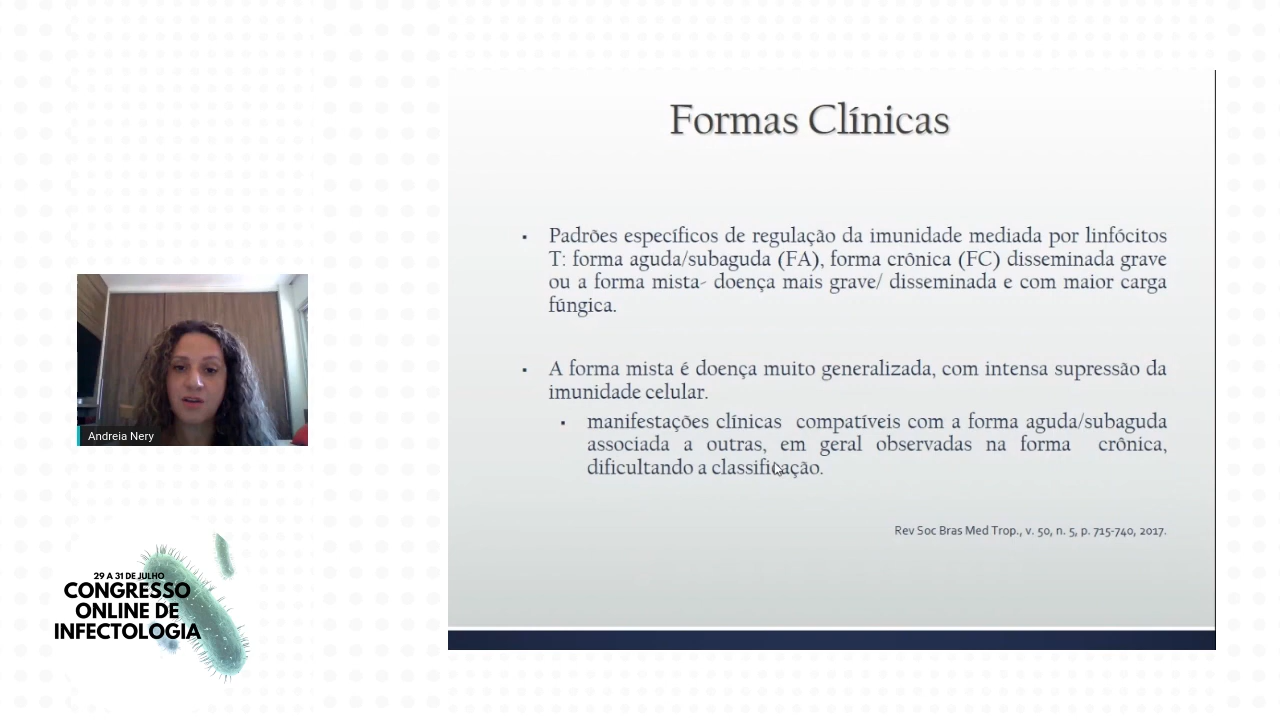 Formas Clínicas
▪ Padrões específicos de regulação da imunidade mediada por linfócitos
T: forma aguda/subaguda (FA), forma crônica (FC) disseminada grave
ou a forma mista- doença mais grave/ disseminada e com maior carga
fúngica.
▪ A forma mista é doença muito generalizada, com intensa supressão da
imunidade celular.
▪ manifestações clínicas compatíveis com a forma aguda/subaguda
associada a outras, em geral observadas na forma crônica,
dificultando a classificação.
Rev Soc Bras Med Trop., v. 50, n. 5, p. 715-740, 2017.
Andreia Nery
29 A 31 DE JULHO
CONGRESSO
ONLINE DE
INFECTOLOGIA